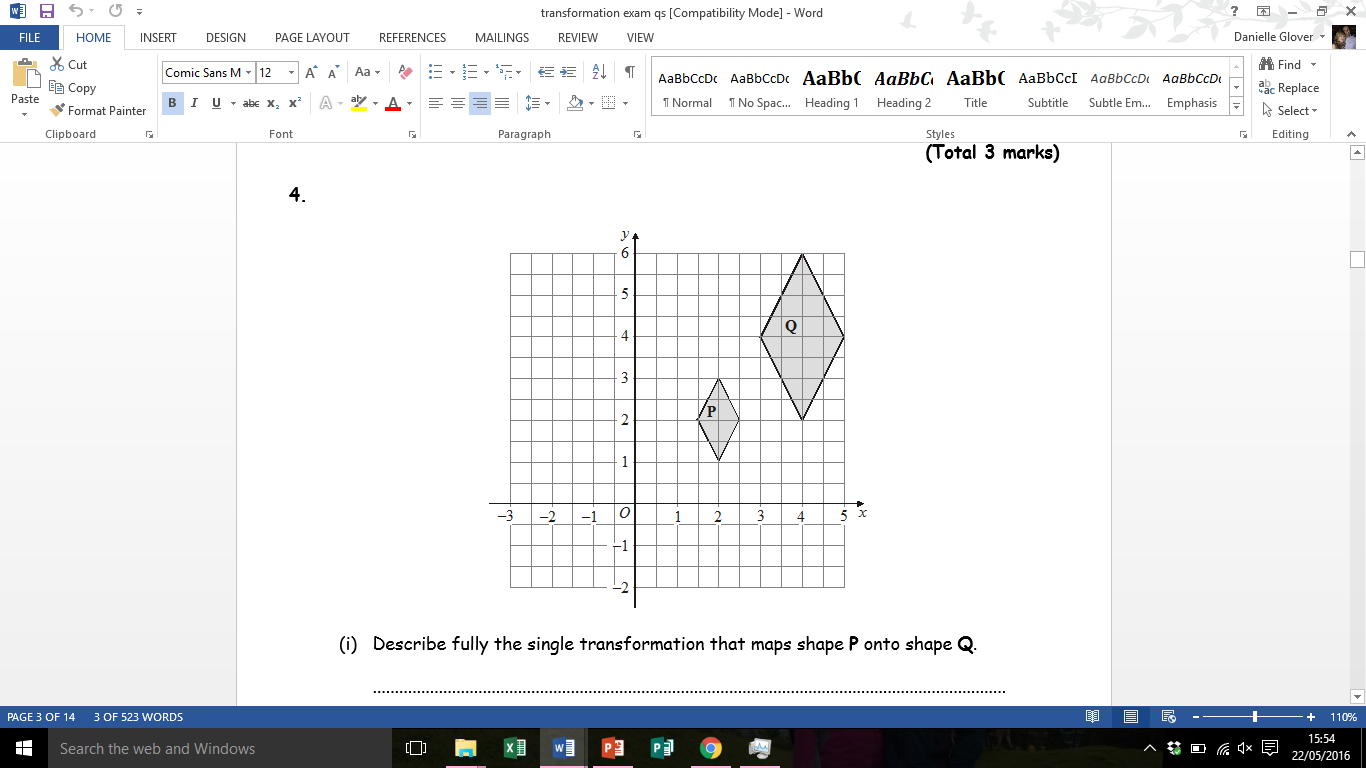 transformation exam qs [Compatibility Mode] - Word
?
FILE HOME INSERT DESIGN PAGE LAYOUT REFERENCES MAILINGS REVIEW VIEW
Danielle Glover
Paste
Cut
Copy
Format Painter
Clipboard
Comic Sans M 12
B I U abc x₂ x²
Font
Paragraph
AaBbCcDc AaBbCcDc AaBbC AaBbCc AaBbC AaBbCcI AaBbCcDc AaBbCcDc
¶ Normal ¶ No Spac... Heading 1 Heading 2 Title Subtitle Subtle Em... Emphasis
Styles
Find
Replace
Select
Editing
(Total 3 marks)
4.
y
6
5
4
3
2
1
Q
P
–3 –2 –1 O 1 2 3 4 5 x
–1
–2
(i) Describe fully the single transformation that maps shape P onto shape Q.
................................................................................
PAGE 3 OF 14 3 OF 523 WORDS
110%
Search the web and Windows
15:54
22/05/2016